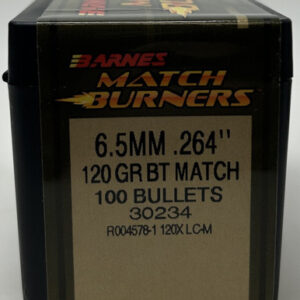 BARNES
MATCH
BURNERS
6.5MM .264"
120 GR BT MATCH
100 BULLETS
30234
R004578-1 120X LC-M